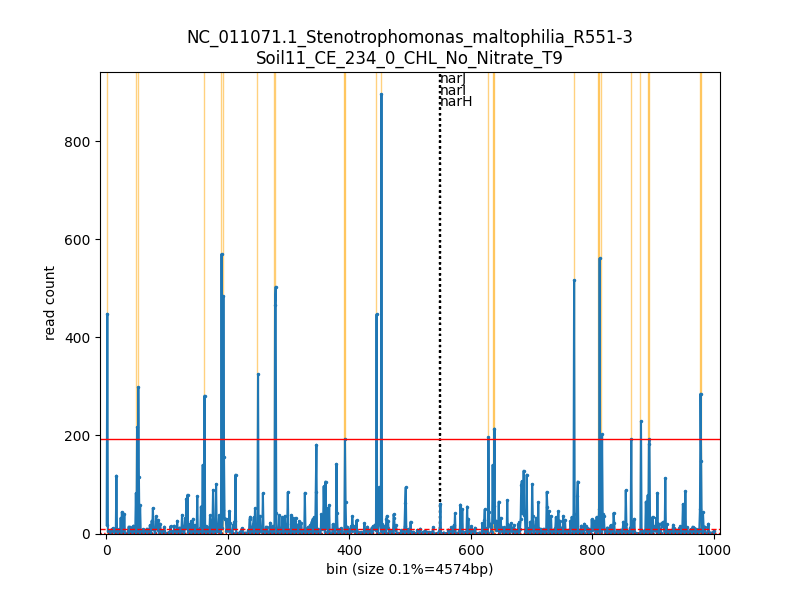 NC_011071.1_Stenotrophomonas_maltophilia_R551-3
Soil11_CE_234_0_CHL_No_Nitrate_T9
narJ
narI
narH
800
600
400
200
0
read count
0
200
400
600
800
1000
bin (size 0.1%=4574bp)